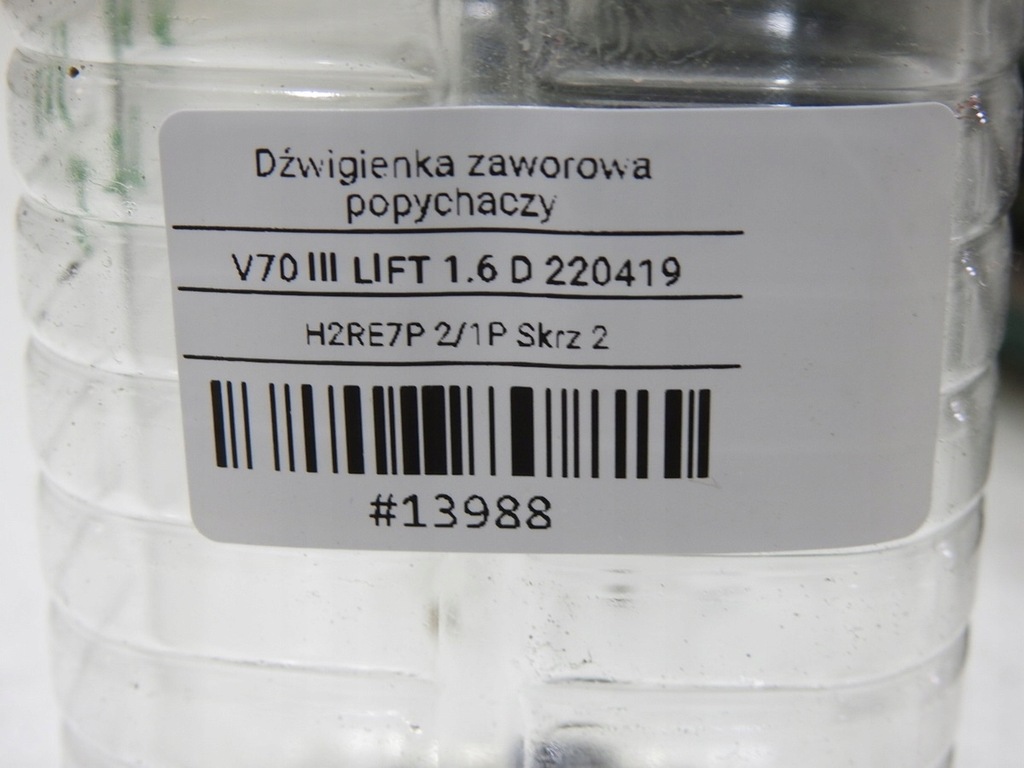 Dźwigienka zaworowa
popychaczy
V70 III LIFT 1.6 D 220419
H2RE7P 2/1P Skrz 2
#13988